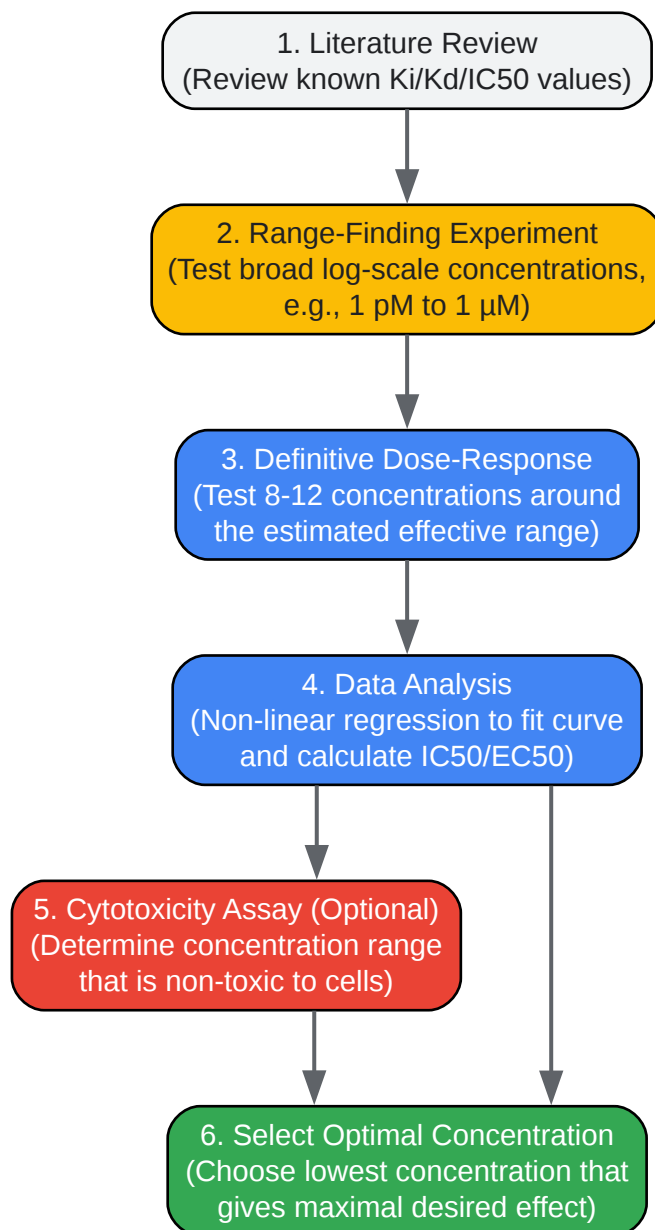 1. Literature Review
(Review known Ki/Kd/IC50 values)
2. Range-Finding Experiment
(Test broad log-scale concentrations,
e.g., 1 pM to 1 µM)
3. Definitive Dose-Response
(Test 8-12 concentrations around
the estimated effective range)
4. Data Analysis
(Non-linear regression to fit curve
and calculate IC50/EC50)
5. Cytotoxicity Assay (Optional)
(Determine concentration range
that is non-toxic to cells)
6. Select Optimal Concentration
(Choose lowest concentration that
gives maximal desired effect)